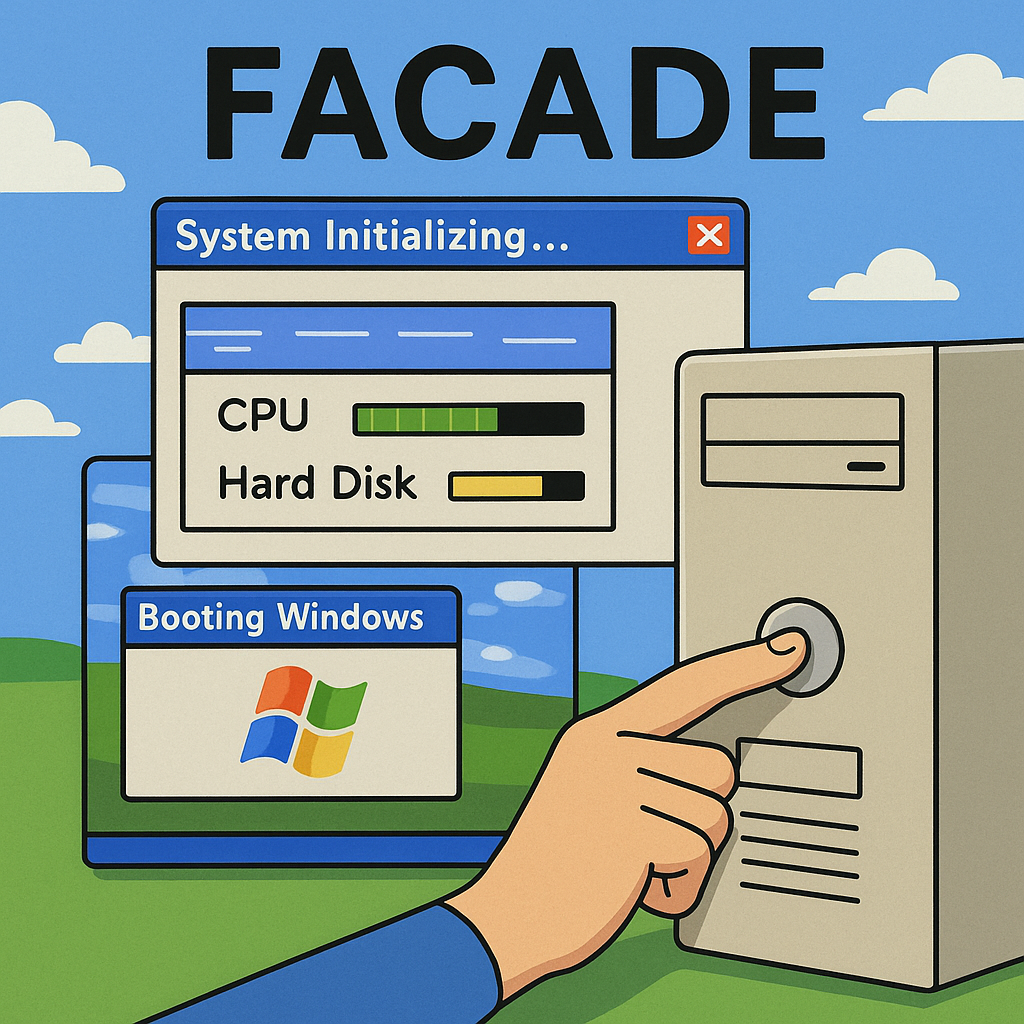 FACADE
System Initializing...
CPU
Hard Disk
Booting Windows